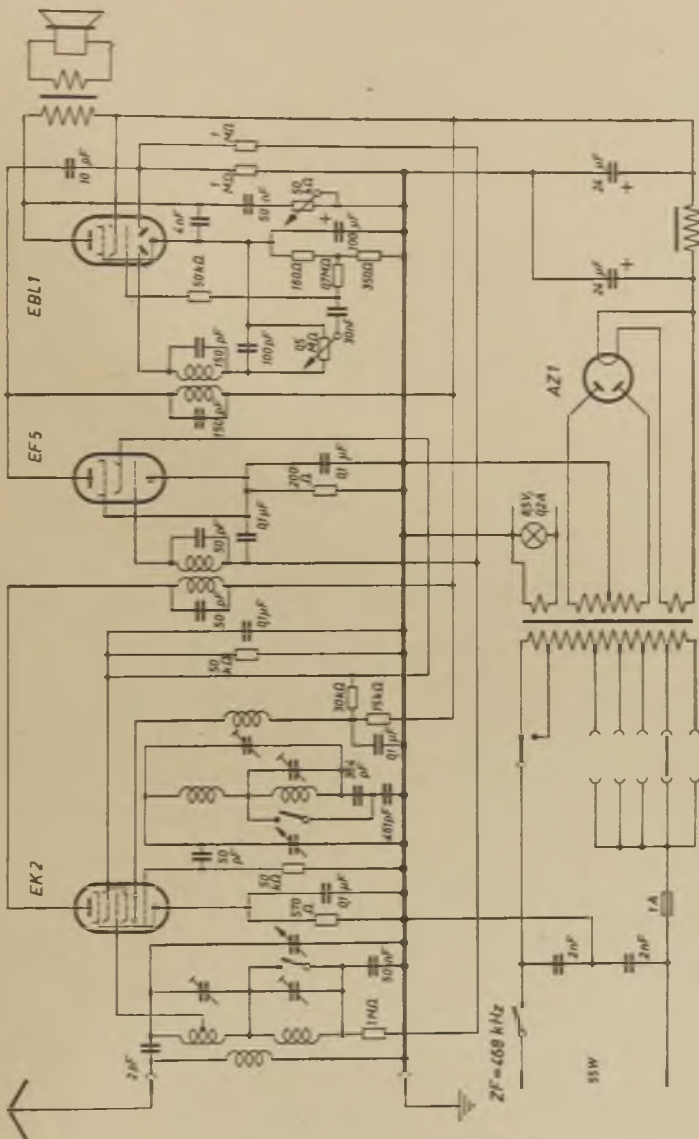 EK2
EF5
EBL1
10 pF
2 pF
50 pF
50 pF
50 pF
150 pF
150 pF
4 nF
1 MΩ
1 MΩ
50 kΩ
50 kΩ
0,1 µF
0,1 µF
100 pF
50 nF
50 kΩ
1 MΩ
50 nF
570 Ω
0,1 µF
50 kΩ
481 pF
0,1 µF
30 kΩ
15 kΩ
200 Ω
0,1 µF
0,5 MΩ
30 nF
160 Ω
0,7 MΩ
350 Ω
100 µF
+
ZF = 468 kHz
55 W
2 nF
2 nF
1 A
0,2 A
AZ1
24 µF
+
24 µF
+